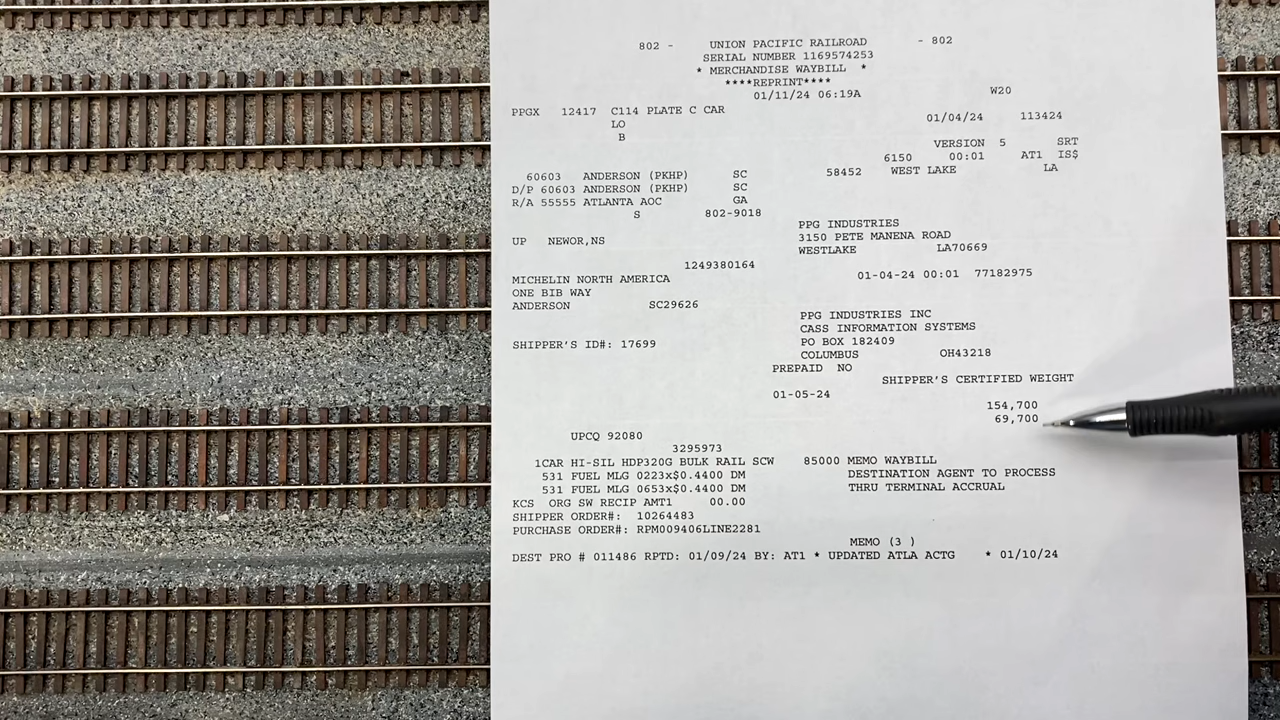 802 - UNION PACIFIC RAILROAD - 802
SERIAL NUMBER 1169574253
* MERCHANDISE WAYBILL *
****REPRINT****
01/11/24 06:19A W20
PPGX 12417 C114 PLATE C CAR 01/04/24 113424
LO
B
VERSION 5 SRT
6150 00:01 AT1 IS$
60603 ANDERSON (PKHP) SC 58452 WEST LAKE LA
D/P 60603 ANDERSON (PKHP) SC
R/A 55555 ATLANTA AOC GA
S 802-9018
PPG INDUSTRIES
UP NEWOR,NS 3150 PETE MANENA ROAD
WESTLAKE LA70669
1249380164
MICHELIN NORTH AMERICA 01-04-24 00:01 77182975
ONE BIB WAY
ANDERSON SC29626
PPG INDUSTRIES INC
CASS INFORMATION SYSTEMS
SHIPPER'S ID#: 17699 PO BOX 182409
COLUMBUS OH43218
PREPAID NO
SHIPPER'S CERTIFIED WEIGHT
01-05-24
154,700
69,700
UPCQ 92080
3295973
1CAR HI-SIL HDP320G BULK RAIL SCW 85000 MEMO WAYBILL
531 FUEL MLG 0223x$0.4400 DM DESTINATION AGENT TO PROCESS
531 FUEL MLG 0653x$0.4400 DM THRU TERMINAL ACCRUAL
KCS ORG SW RECIP AMT1 00.00
SHIPPER ORDER#: 10264483
PURCHASE ORDER#: RPM009406LINE2281
MEMO (3 )
DEST PRO # 011486 RPTD: 01/09/24 BY: AT1 * UPDATED ATLA ACTG * 01/10/24